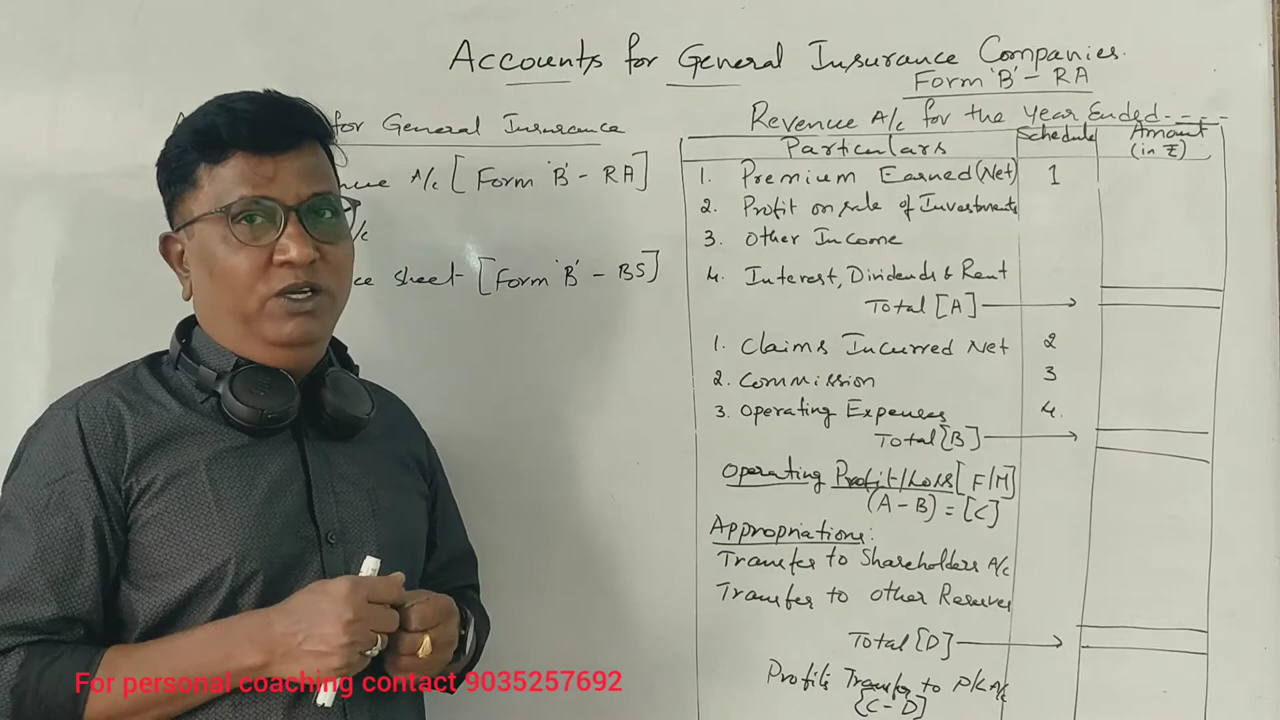 Accounts for General Insurance Companies.
for General Insurance
A/c [Form 'B' - RA]
/c
sheet [Form 'B' - BS]
Form 'B' - RA
Revenue A/c for the Year Ended-----
Particulars Schedule Amount (in ₹)
1. Premium Earned (Net) 1
2. Profit on sale of Investments
3. Other Income
4. Interest, Dividends & Rent
Total [A]
1. Claims Incurred Net 2
2. Commission 3
3. Operating Expenses 4.
Total [B]
Operating Profit/Loss [F/M]
(A - B) = [C]
Appropriations:
Transfer to Shareholders A/c
Transfer to other Reserves
Total [D]
Profits Transfer to P/L A/c
[C - D]
For personal coaching contact 9035257692